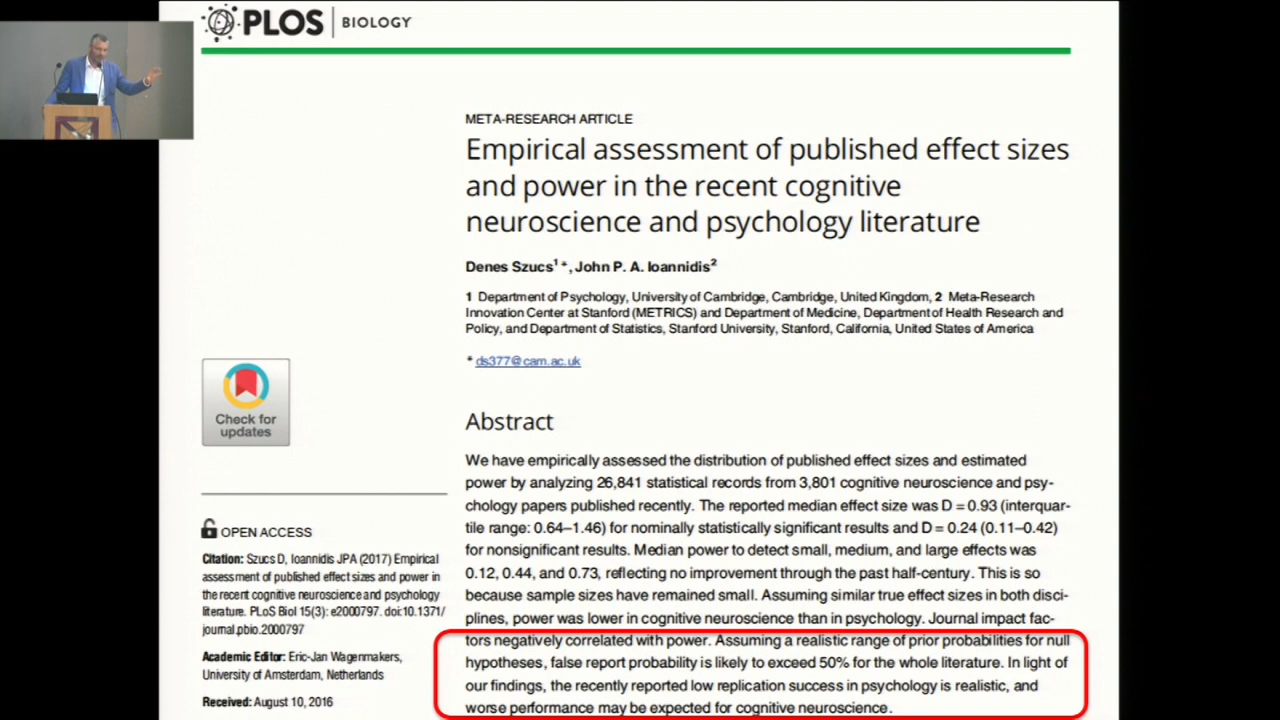 PLOS BIOLOGY
META-RESEARCH ARTICLE
Empirical assessment of published effect sizes
and power in the recent cognitive
neuroscience and psychology literature
Denes Szucs1*, John P. A. Ioannidis2
1 Department of Psychology, University of Cambridge, Cambridge, United Kingdom, 2 Meta-Research
Innovation Center at Stanford (METRICS) and Department of Medicine, Department of Health Research and
Policy, and Department of Statistics, Stanford University, Stanford, California, United States of America
* ds377@cam.ac.uk
Check for
updates
Abstract
We have empirically assessed the distribution of published effect sizes and estimated
power by analyzing 26,841 statistical records from 3,801 cognitive neuroscience and psy-
chology papers published recently. The reported median effect size was D = 0.93 (interquar-
tile range: 0.64–1.46) for nominally statistically significant results and D = 0.24 (0.11–0.42)
for nonsignificant results. Median power to detect small, medium, and large effects was
0.12, 0.44, and 0.73, reflecting no improvement through the past half-century. This is so
because sample sizes have remained small. Assuming similar true effect sizes in both disci-
plines, power was lower in cognitive neuroscience than in psychology. Journal impact fac-
tors negatively correlated with power. Assuming a realistic range of prior probabilities for null
hypotheses, false report probability is likely to exceed 50% for the whole literature. In light of
our findings, the recently reported low replication success in psychology is realistic, and
worse performance may be expected for cognitive neuroscience.
OPEN ACCESS
Citation: Szucs D, Ioannidis JPA (2017) Empirical
assessment of published effect sizes and power in
the recent cognitive neuroscience and psychology
literature. PLoS Biol 15(3): e2000797. doi:10.1371/
journal.pbio.2000797
Academic Editor: Eric-Jan Wagenmakers,
University of Amsterdam, Netherlands
Received: August 10, 2016